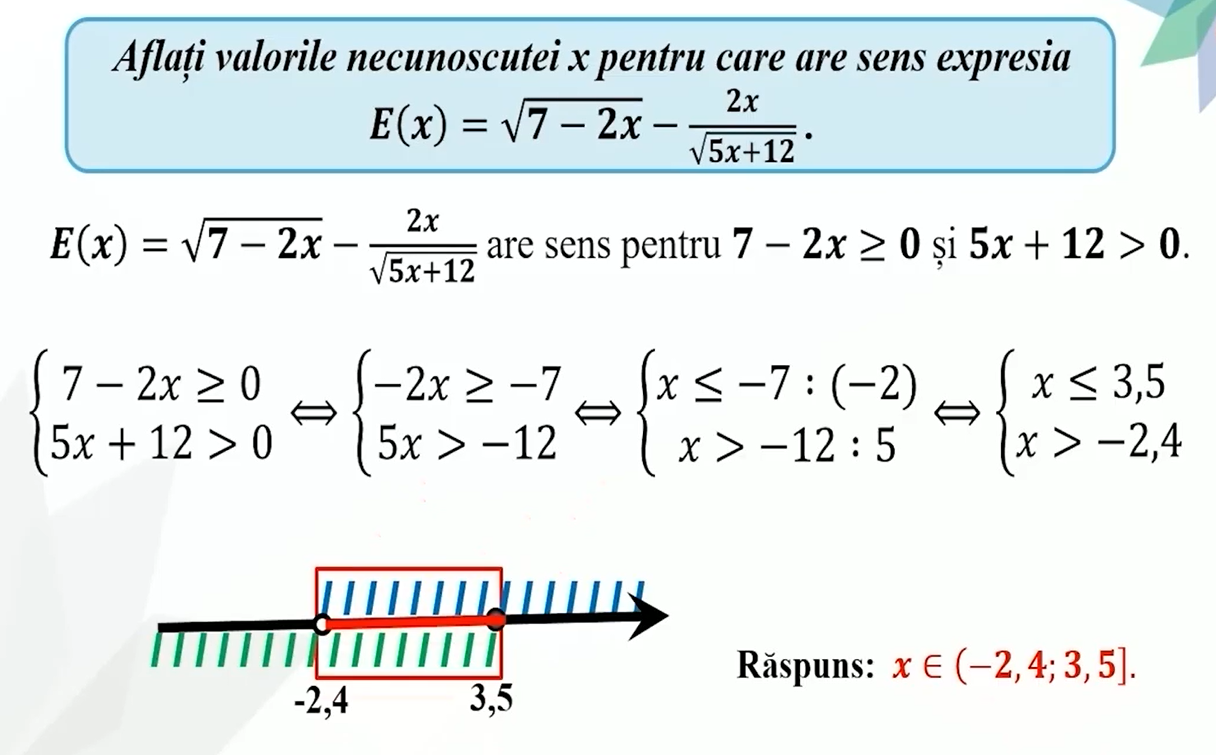 Aflați valorile necunoscutei x pentru care are sens expresia
E(x) = √(7 − 2x) − 2x/√(5x+12).
E(x) = √(7 − 2x) − 2x/√(5x+12) are sens pentru 7 − 2x ≥ 0 și 5x + 12 > 0.
{7 − 2x ≥ 0 ⇔ {−2x ≥ −7 ⇔ {x ≤ −7 : (−2) ⇔ {x ≤ 3,5
{5x + 12 > 0 {5x > −12 {x > −12 : 5 {x > −2,4
Răspuns: x ∈ (−2, 4; 3, 5].
-2,4 3,5